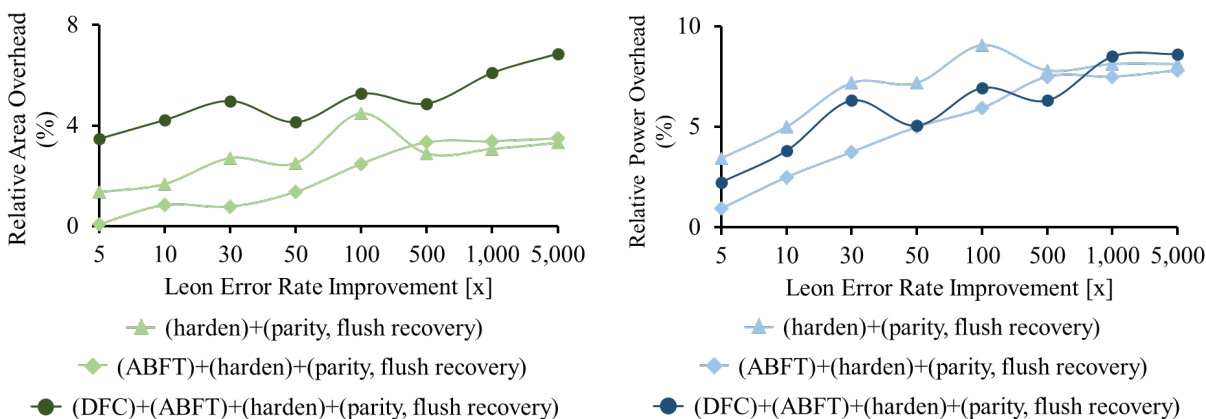 Relative Area Overhead
(%)
8
4
0
5 10 30 50 100 500 1,000 5,000
Leon Error Rate Improvement [x]
(harden)+(parity, flush recovery)
(ABFT)+(harden)+(parity, flush recovery)
(DFC)+(ABFT)+(harden)+(parity, flush recovery)
Relative Power Overhead
(%)
10
5
0
5 10 30 50 100 500 1,000 5,000
Leon Error Rate Improvement [x]
(harden)+(parity, flush recovery)
(ABFT)+(harden)+(parity, flush recovery)
(DFC)+(ABFT)+(harden)+(parity, flush recovery)